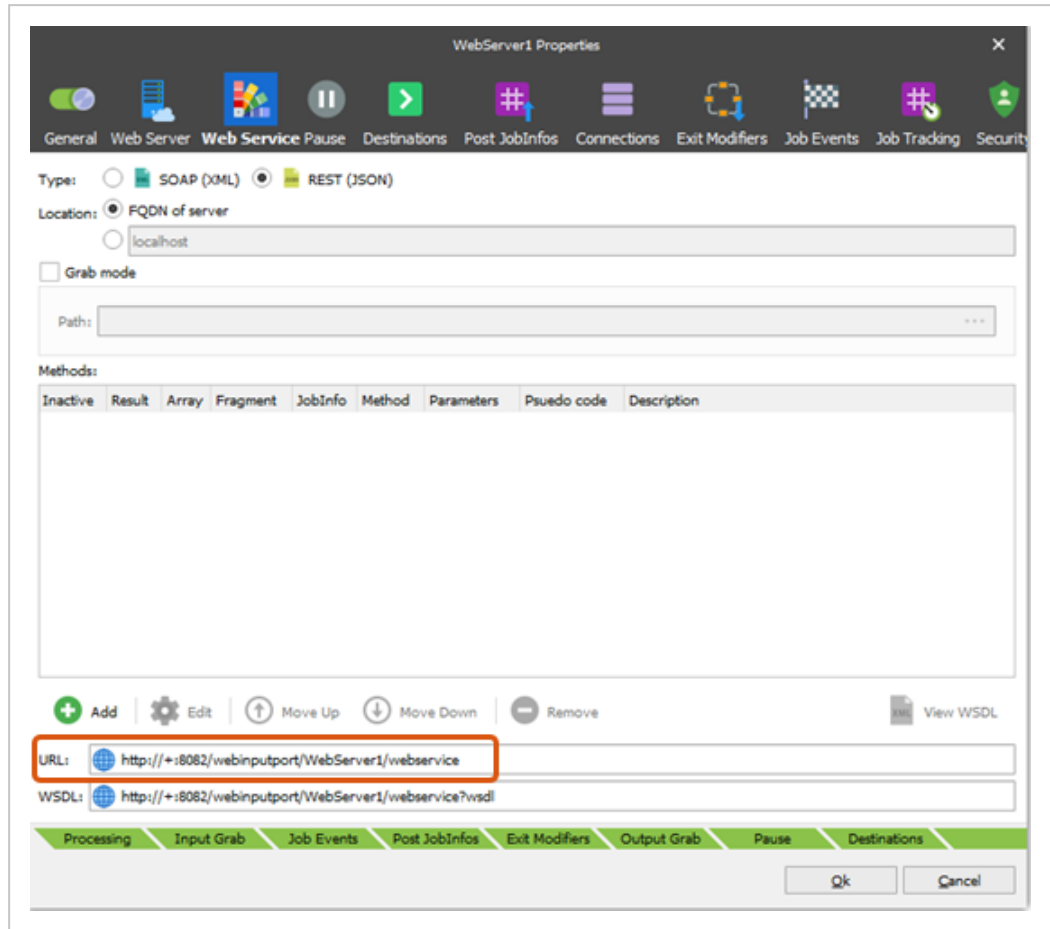 WebServer1 Properties
General Web Server Web Service Pause Destinations Post JobInfos Connections Exit Modifiers Job Events Job Tracking Security
Type: SOAP (XML) REST (JSON)
Location: FQDN of server
localhost
Grab mode
Path: ...
Methods:
Inactive Result Array Fragment JobInfo Method Parameters Psuedo code Description
Add Edit Move Up Move Down Remove View WSDL
URL: http://+:8082/webinputport/WebServer1/webservice
WSDL: http://+:8082/webinputport/WebServer1/webservice?wsdl
Processing Input Grab Job Events Post JobInfos Exit Modifiers Output Grab Pause Destinations
Ok Cancel